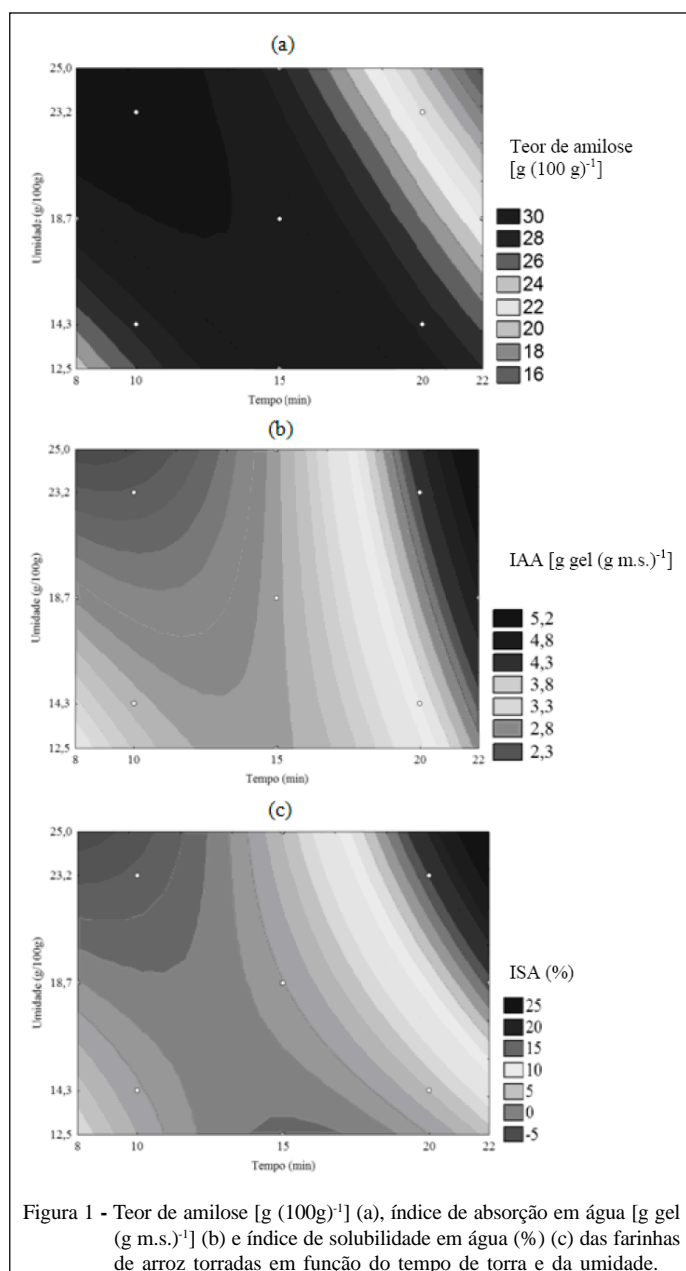 (a)
25,0
23,2
18,7
14,3
12,5
Umidade (g/100g)
8 10 15 20 22
Tempo (min)
Teor de amilose
[g (100 g)-1]
30
28
26
24
22
20
18
16
(b)
25,0
23,2
18,7
14,3
12,5
Umidade (g/100g)
8 10 15 20 22
Tempo (min)
IAA [g gel (g m.s.)-1]
5,2
4,8
4,3
3,8
3,3
2,8
2,3
(c)
25,0
23,2
18,7
14,3
12,5
Umidade (g/100g)
8 10 15 20 22
Tempo (min)
ISA (%)
25
20
15
10
5
0
-5
Figura 1 - Teor de amilose [g (100g)-1] (a), índice de absorção em água [g gel
(g m.s.)-1] (b) e índice de solubilidade em água (%) (c) das farinhas
de arroz torradas em função do tempo de torra e da umidade.